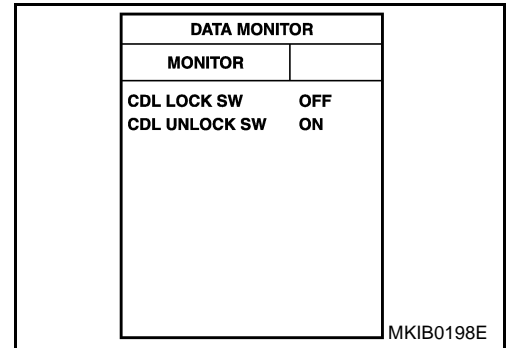 DATA MONITOR
MONITOR
CDL LOCK SW OFF
CDL UNLOCK SW ON
MKIB0198E